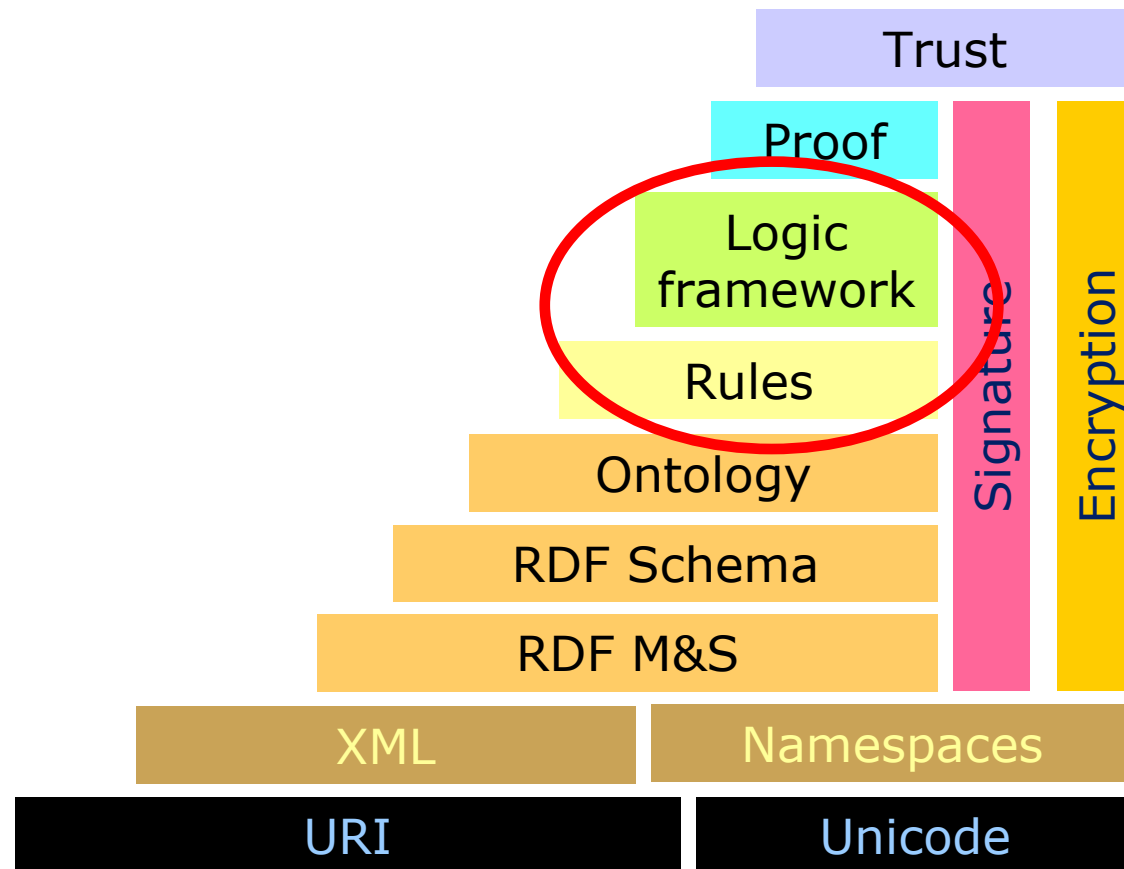 Trust
Proof
Logic
framework
Rules
Ontology
RDF Schema
RDF M&S
Signature
Encryption
XML
Namespaces
URI
Unicode